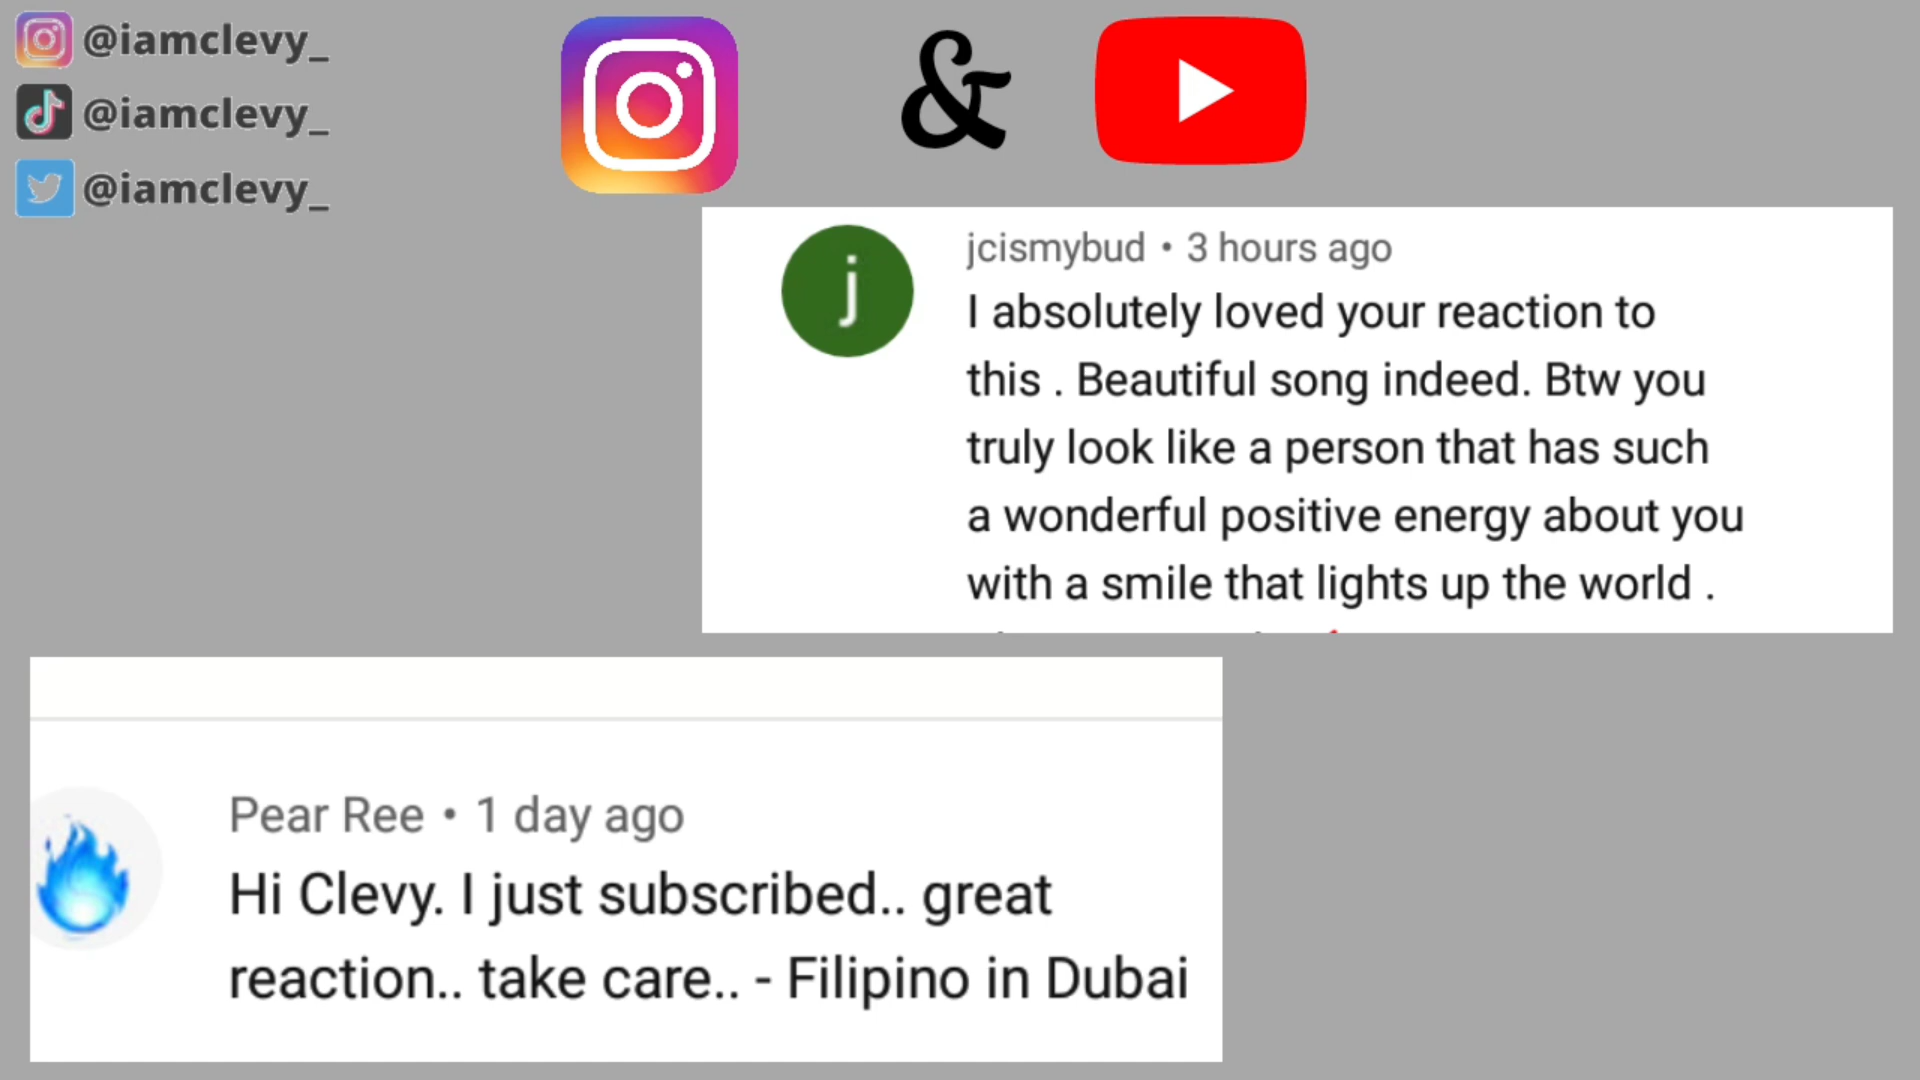 @iamclevy_
@iamclevy_
@iamclevy_
&
j
jcismybud • 3 hours ago
I absolutely loved your reaction to
this . Beautiful song indeed. Btw you
truly look like a person that has such
a wonderful positive energy about you
with a smile that lights up the world .
Pear Ree • 1 day ago
Hi Clevy. I just subscribed.. great
reaction.. take care.. - Filipino in Dubai